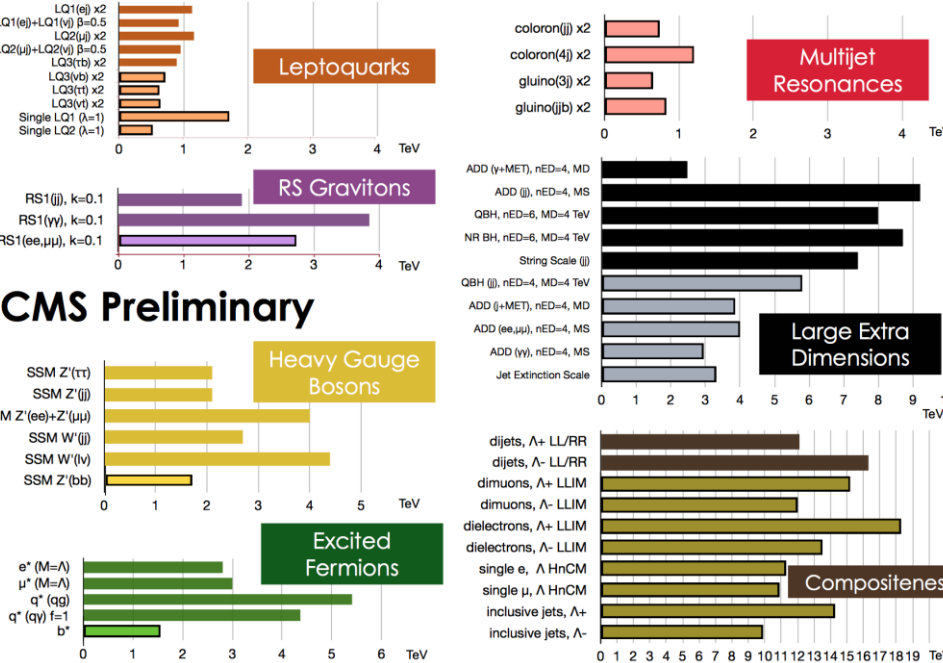 LQ1(ej) x2
LQ1(ej)+LQ1(νj) β=0.5
LQ2(μj) x2
LQ2(μj)+LQ2(νj) β=0.5
LQ3(τb) x2
LQ3(νb) x2
LQ3(ττ) x2
LQ3(vt) x2
Single LQ1 (λ=1)
Single LQ2 (λ=1)
0 1 2 3 4 TeV
Leptoquarks
RS Gravitons
RS1(jj), k=0.1
RS1(γγ), k=0.1
RS1(ee,μμ), k=0.1
0 1 2 3 4 TeV
CMS Preliminary
Heavy Gauge
Bosons
SSM Z'(ττ)
SSM Z'(jj)
M Z'(ee)+Z'(μμ)
SSM W'(jj)
SSM W'(lv)
SSM Z'(bb)
0 1 2 3 4 5 TeV
Excited
Fermions
e* (M=Λ)
μ* (M=Λ)
q* (qg)
q* (qγ) f=1
b*
0 1 2 3 4 5 6 TeV
coloron(jj) x2
coloron(4j) x2
gluino(3j) x2
gluino(jjb) x2
0 1 2 3 4 TeV
Multijet
Resonances
ADD (γ+MET), nED=4, MD
ADD (jj), nED=4, MS
QBH, nED=6, MD=4 TeV
NR BH, nED=6, MD=4 TeV
String Scale (jj)
QBH (jj), nED=4, MD=4 TeV
ADD (j+MET), nED=4, MD
ADD (ee,μμ), nED=4, MS
ADD (γγ), nED=4, MS
Jet Extinction Scale
0 1 2 3 4 5 6 7 8 9 1
TeV
Large Extra
Dimensions
dijets, Λ+ LL/RR
dijets, Λ- LL/RR
dimuons, Λ+ LLIM
dimuons, Λ- LLIM
dielectrons, Λ+ LLIM
dielectrons, Λ- LLIM
single e, Λ HnCM
single μ, Λ HnCM
inclusive jets, Λ+
inclusive jets, Λ-
0 1 2 3 4 5 6 7 8 9 10 11 12 13 14 15 16 17 18 19 TeV
Compositenes